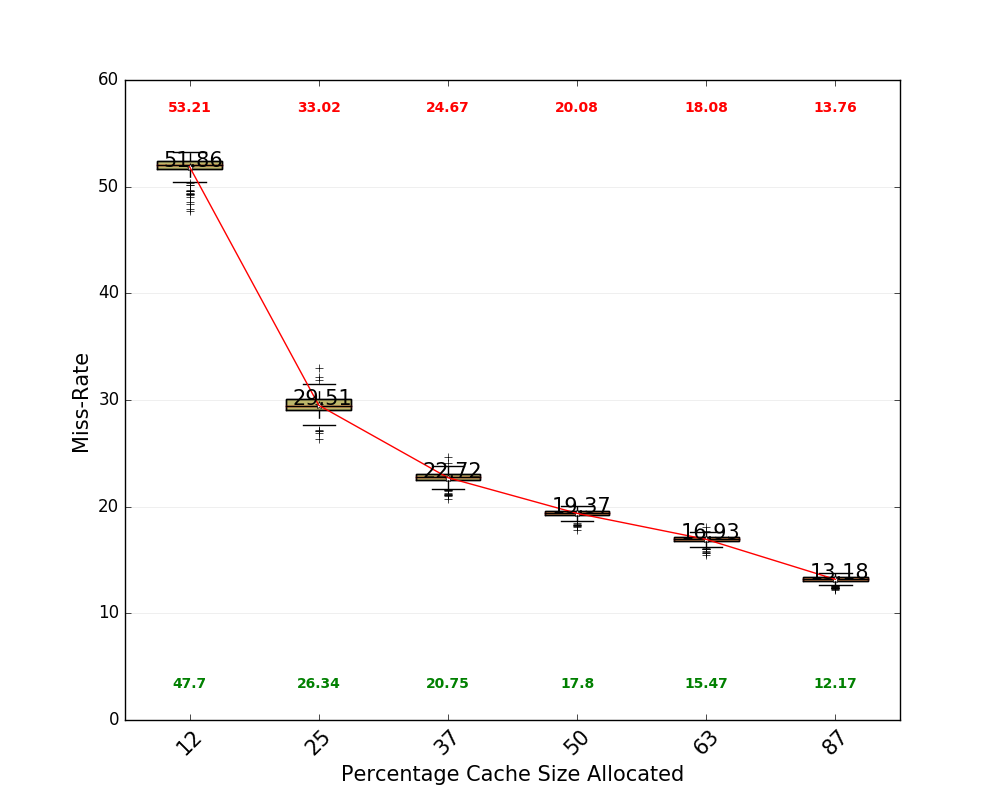 60
53.21 33.02 24.67 20.08 18.08 13.76
51.86
50
40
Miss-Rate
30
29.51
22.72
20
19.37
16.93
13.18
10
47.7 26.34 20.75 17.8 15.47 12.17
0
12 25 37 50 63 87
Percentage Cache Size Allocated